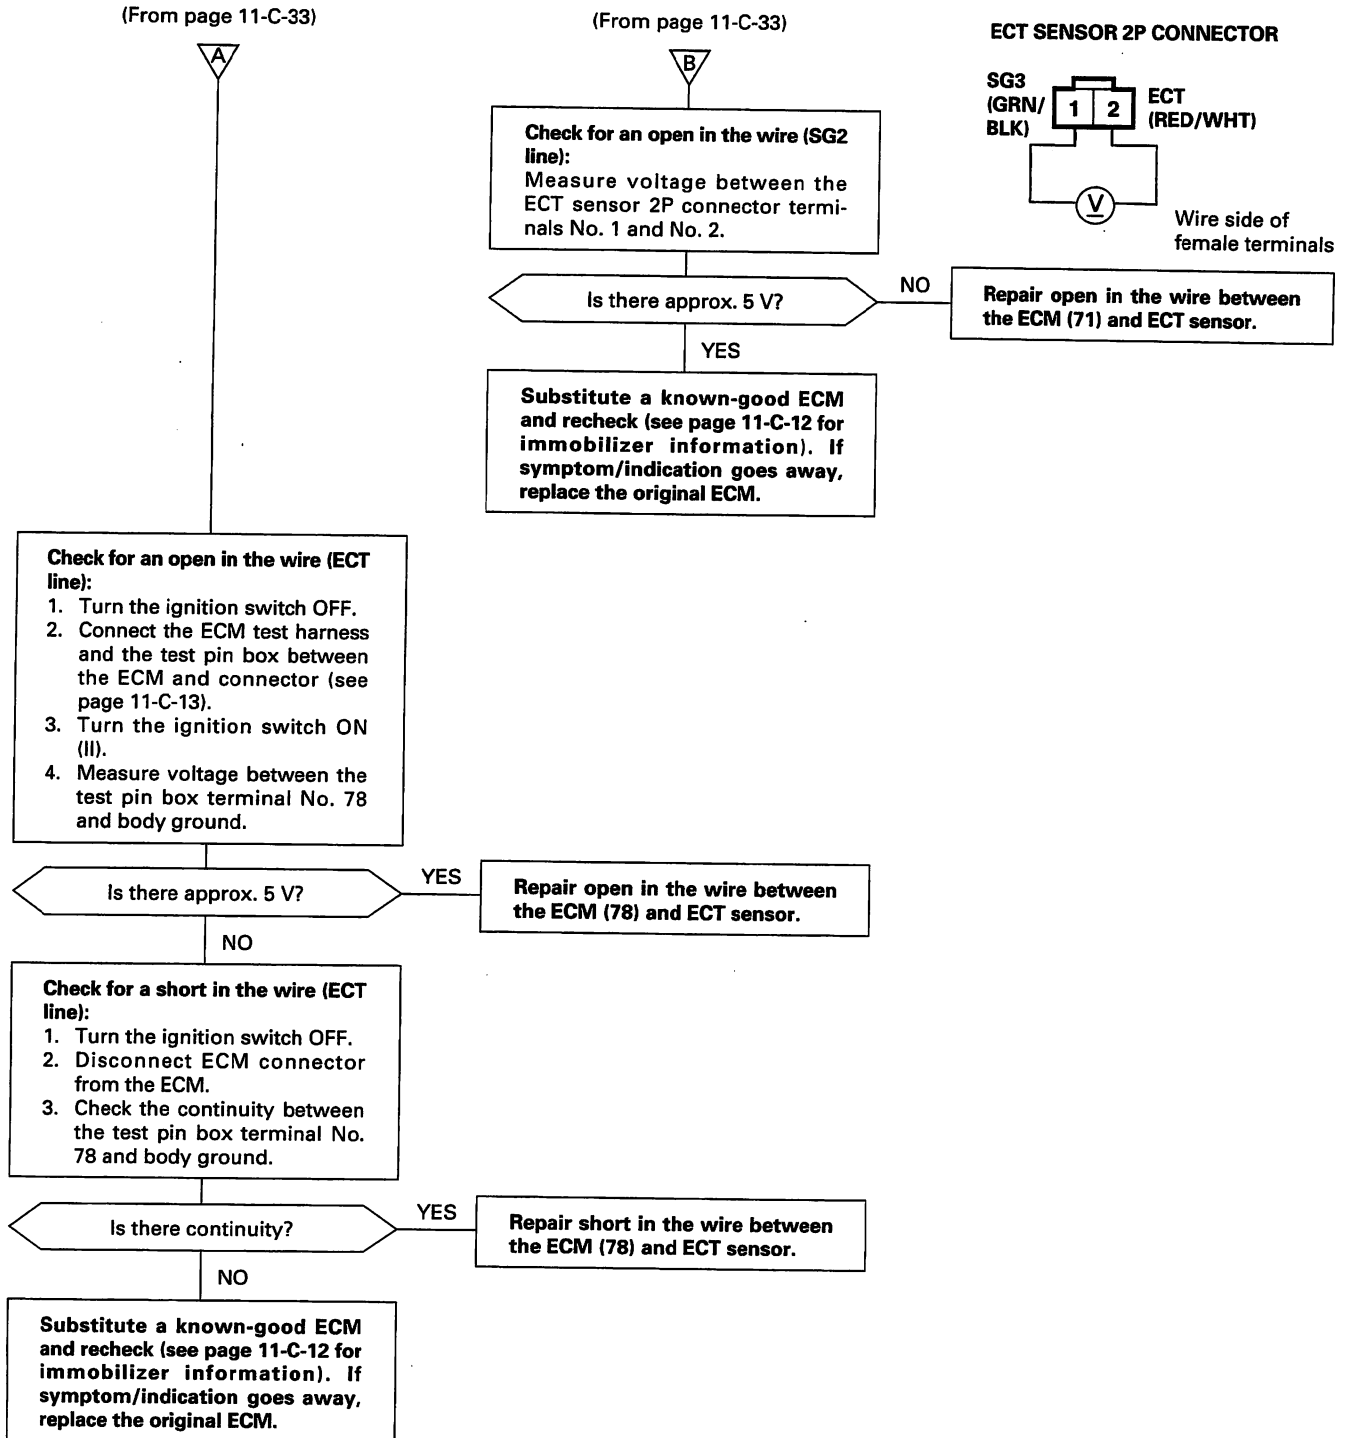 (From page 11-C-33)
A
Check for an open in the wire (ECT
line):
1. Turn the ignition switch OFF.
2. Connect the ECM test harness
and the test pin box between
the ECM and connector (see
page 11-C-13).
3. Turn the ignition switch ON
(II).
4. Measure voltage between the
test pin box terminal No. 78
and body ground.
Is there approx. 5 V?
YES
Repair open in the wire between
the ECM (78) and ECT sensor.
NO
Check for a short in the wire (ECT
line):
1. Turn the ignition switch OFF.
2. Disconnect ECM connector
from the ECM.
3. Check the continuity between
the test pin box terminal No.
78 and body ground.
Is there continuity?
YES
Repair short in the wire between
the ECM (78) and ECT sensor.
NO
Substitute a known-good ECM
and recheck (see page 11-C-12 for
immobilizer information). If
symptom/indication goes away,
replace the original ECM.
(From page 11-C-33)
B
Check for an open in the wire (SG2
line):
Measure voltage between the
ECT sensor 2P connector termi-
nals No. 1 and No. 2.
Is there approx. 5 V?
NO
Repair open in the wire between
the ECM (71) and ECT sensor.
YES
Substitute a known-good ECM
and recheck (see page 11-C-12 for
immobilizer information). If
symptom/indication goes away,
replace the original ECM.
ECT SENSOR 2P CONNECTOR
SG3
(GRN/
BLK)
1 2
ECT
(RED/WHT)
V
Wire side of
female terminals